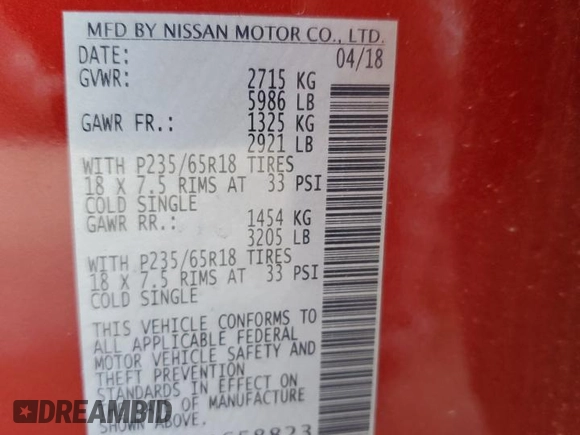 MFD BY NISSAN MOTOR CO., LTD.
DATE: 04/18
GVWR: 2715 KG
5986 LB
GAWR FR.: 1325 KG
2921 LB
WITH P235/65R18 TIRES
18 X 7.5 RIMS AT 33 PSI
COLD SINGLE
GAWR RR.: 1454 KG
3205 LB
WITH P235/65R18 TIRES
18 X 7.5 RIMS AT 33 PSI
COLD SINGLE
THIS VEHICLE CONFORMS TO
ALL APPLICABLE FEDERAL
MOTOR VEHICLE SAFETY AND
THEFT PREVENTION
STANDARDS IN EFFECT ON
OF MANUFACTURE
SHOWN ABOVE.
DREAMBID